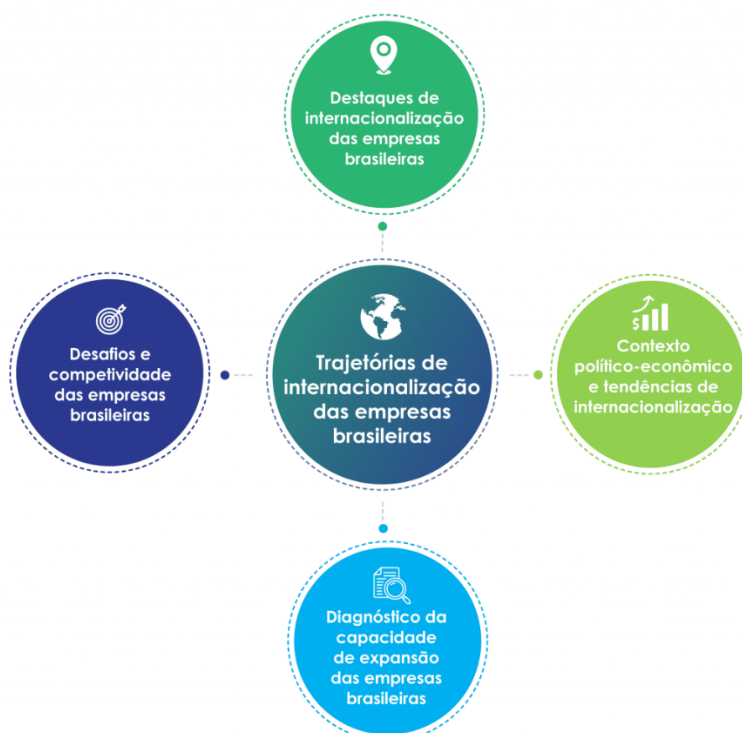 Destaques de
internacionalização
das empresas
brasileiras
Desafios e
competividade
das empresas
brasileiras
Trajetórias de
internacionalização
das empresas
brasileiras
$
Contexto
político-econômico
e tendências de
internacionalização
Diagnóstico da
capacidade
de expansão
das empresas
brasileiras